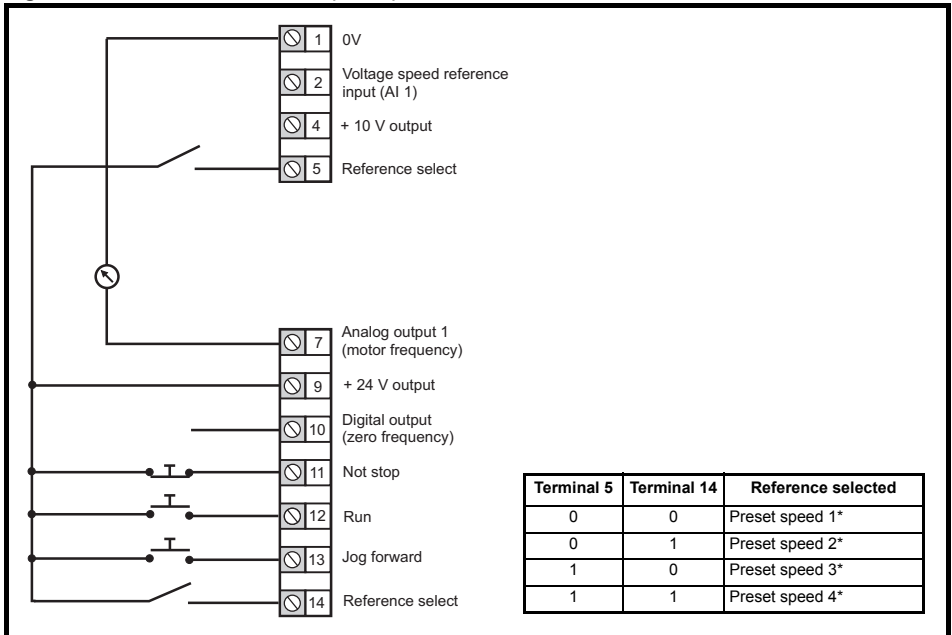 1 0V
2 Voltage speed reference
input (AI 1)
4 + 10 V output
5 Reference select
7 Analog output 1
(motor frequency)
9 + 24 V output
10 Digital output
(zero frequency)
11 Not stop
12 Run
13 Jog forward
14 Reference select
Terminal 5 Terminal 14 Reference selected
0 0 Preset speed 1*
0 1 Preset speed 2*
1 0 Preset speed 3*
1 1 Preset speed 4*